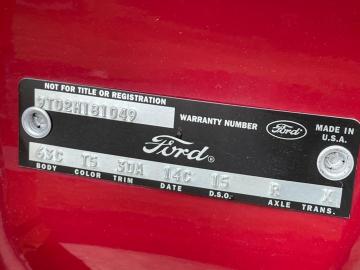 NOT FOR TITLE OR REGISTRATION
9T02H181049
WARRANTY NUMBER
Ford
MADE IN
U.S.A.
Ford®
63C T5 3DA 14C 15 R X
BODY COLOR TRIM DATE D.S.O. AXLE TRANS.